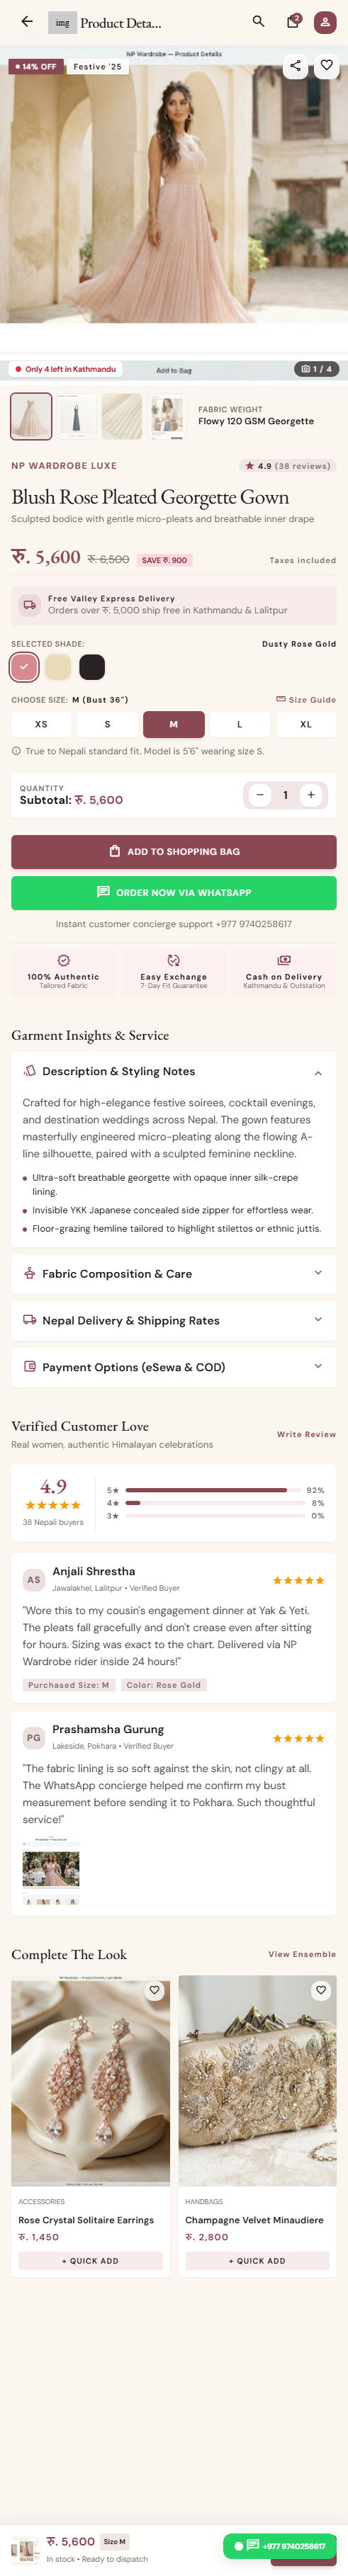 img Product Deta...
2
NP Wardrobe — Product Details
14% OFF Festive '25
Only 4 left in Kathmandu
Add to Bag
1 / 4
FABRIC WEIGHT
Flowy 120 GSM Georgette
NP WARDROBE LUXE
★ 4.9 (38 reviews)
Blush Rose Pleated Georgette Gown
Sculpted bodice with gentle micro-pleats and breathable inner drape
रु. 5,600 रु. 6,500 SAVE रु. 900 Taxes included
Free Valley Express Delivery
Orders over रु. 5,000 ship free in Kathmandu & Lalitpur
SELECTED SHADE: Dusty Rose Gold
CHOOSE SIZE: M (Bust 36") Size Guide
XS S M L XL
True to Nepali standard fit. Model is 5'6" wearing size S.
QUANTITY
Subtotal: रु. 5,600
− 1 +
ADD TO SHOPPING BAG
ORDER NOW VIA WHATSAPP
Instant customer concierge support +977 9740258617
100% Authentic
Tailored Fabric
Easy Exchange
7-Day Fit Guarantee
Cash on Delivery
Kathmandu & Outstation
Garment Insights & Service
Description & Styling Notes
Crafted for high-elegance festive soirees, cocktail evenings,
and destination weddings across Nepal. The gown features
masterfully engineered micro-pleating along the flowing A-
line silhouette, paired with a sculpted feminine neckline.
Ultra-soft breathable georgette with opaque inner silk-crepe
lining.
Invisible YKK Japanese concealed side zipper for effortless wear.
Floor-grazing hemline tailored to highlight stilettos or ethnic juttis.
Fabric Composition & Care
Nepal Delivery & Shipping Rates
Payment Options (eSewa & COD)
Verified Customer Love
Real women, authentic Himalayan celebrations
Write Review
4.9
★★★★★
38 Nepali buyers
5★ 92%
4★ 8%
3★ 0%
AS
Anjali Shrestha
Jawalakhel, Lalitpur • Verified Buyer
★★★★★
"Wore this to my cousin's engagement dinner at Yak & Yeti.
The pleats fall gracefully and don't crease even after sitting
for hours. Sizing was exact to the chart. Delivered via NP
Wardrobe rider inside 24 hours!"
Purchased Size: M Color: Rose Gold
PG
Prashamsha Gurung
Lakeside, Pokhara • Verified Buyer
★★★★★
"The fabric lining is so soft against the skin, not clingy at all.
The WhatsApp concierge helped me confirm my bust
measurement before sending it to Pokhara. Such thoughtful
service!"
Complete The Look
View Ensemble
ACCESSORIES
Rose Crystal Solitaire Earrings
रु. 1,450
+ QUICK ADD
HANDBAGS
Champagne Velvet Minaudiere
रु. 2,800
+ QUICK ADD
रु. 5,600 Size M
In stock • Ready to dispatch
+977 9740258617